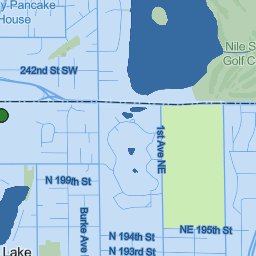 y Pancake
House
Nile S
Golf C
242nd St SW
1st Ave NE
N 199th St
Burke Ave
NE 195th St
N 194th St
N 193rd St
Lake